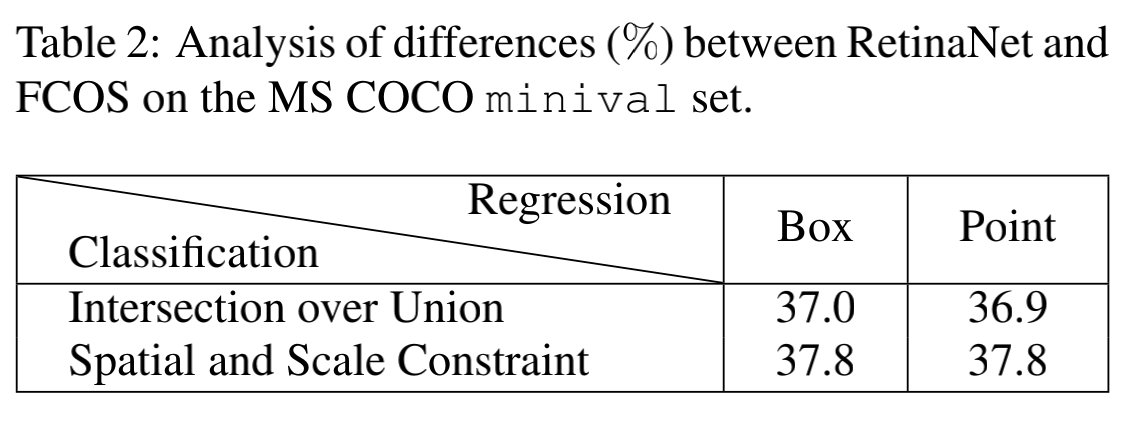 Table 2: Analysis of differences (%) between RetinaNet and
FCOS on the MS COCO minival set.
Regression
Classification
Box
Point
Intersection over Union 37.0 36.9
Spatial and Scale Constraint 37.8 37.8